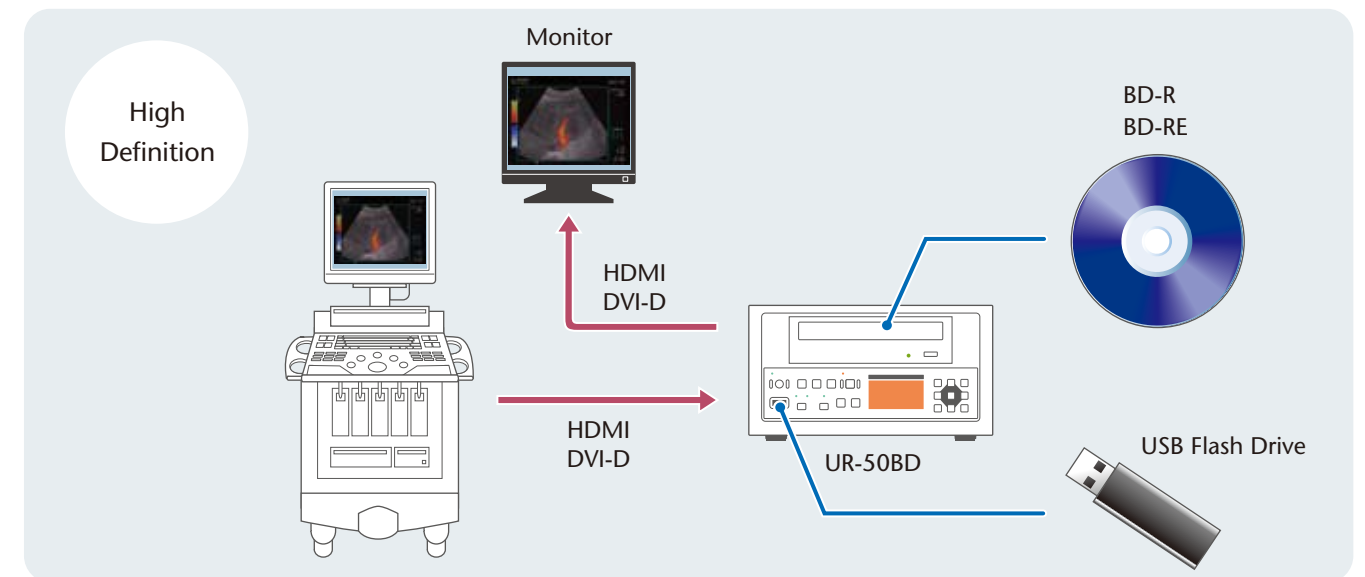 High
Definition
Monitor
BD-R
BD-RE
HDMI
DVI-D
HDMI
DVI-D
UR-50BD
USB Flash Drive